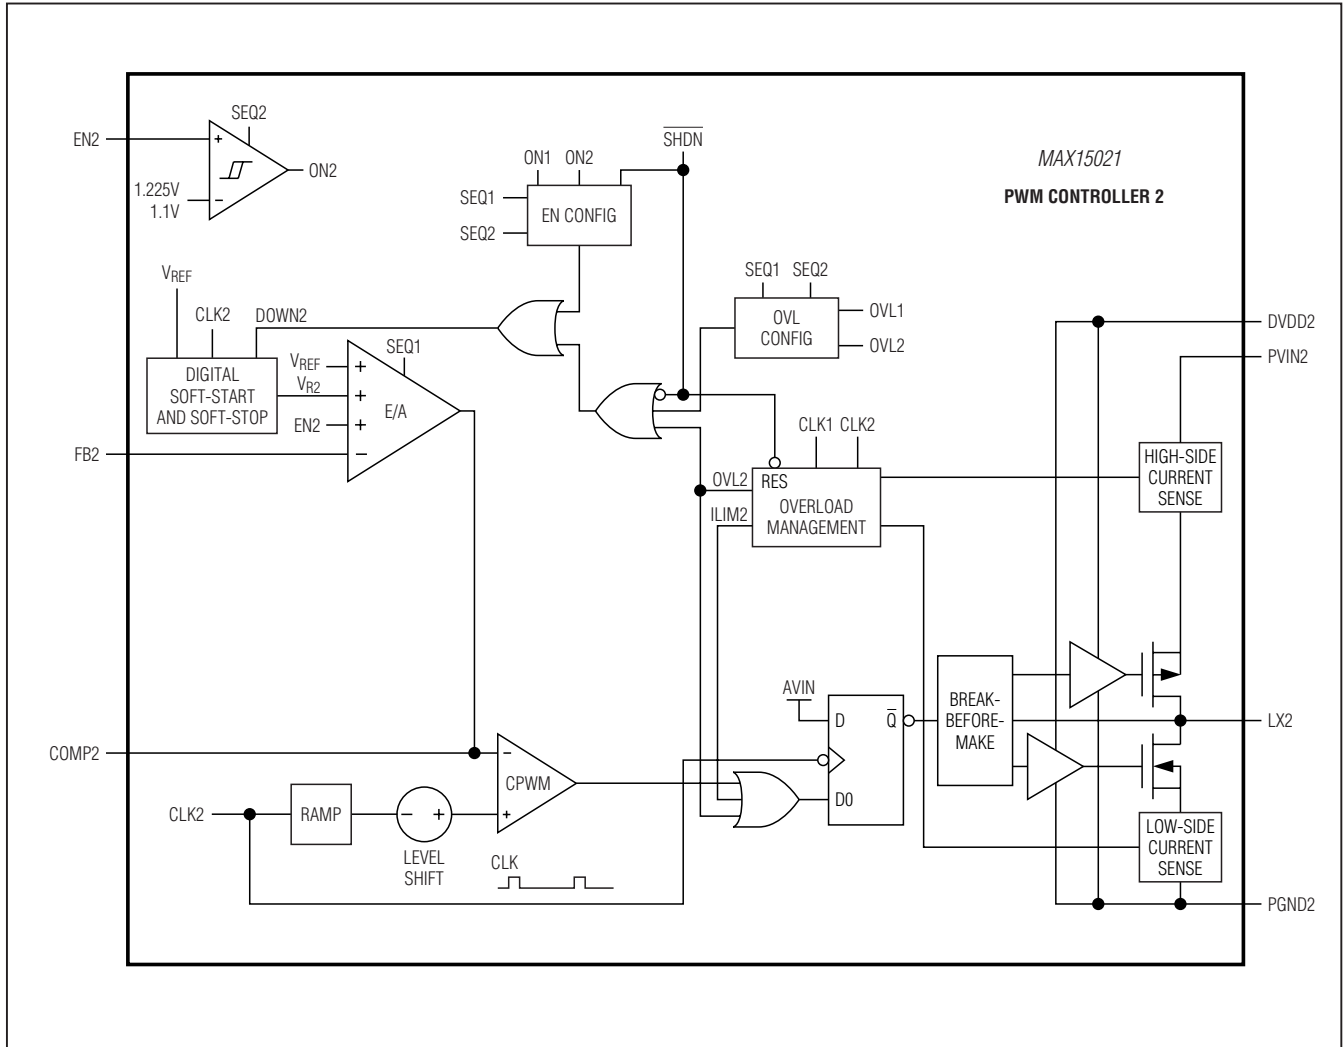 MAX15021
PWM CONTROLLER 2
EN2
SEQ2
+
ON2
1.225V
1.1V
−
SHDN
ON1
ON2
SEQ1
SEQ2
EN CONFIG
VREF
CLK2
DOWN2
DIGITAL
SOFT-START
AND SOFT-STOP
SEQ1
VREF
+
VR2
+
E/A
EN2
+
FB2
−
SEQ1
SEQ2
OVL
CONFIG
OVL1
OVL2
DVDD2
PVIN2
CLK1
CLK2
OVL2
RES
ILIM2
OVERLOAD
MANAGEMENT
HIGH-SIDE
CURRENT
SENSE
AVIN
D
Q
D0
BREAK-
BEFORE-
MAKE
LX2
COMP2
−
CPWM
+
CLK2
RAMP
− +
LEVEL
SHIFT
CLK
LOW-SIDE
CURRENT
SENSE
PGND2